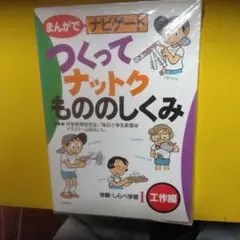 まんがで
ナビゲート
つくって
ナットク
もののしくみ
体験・しらべ学習
1
工作編